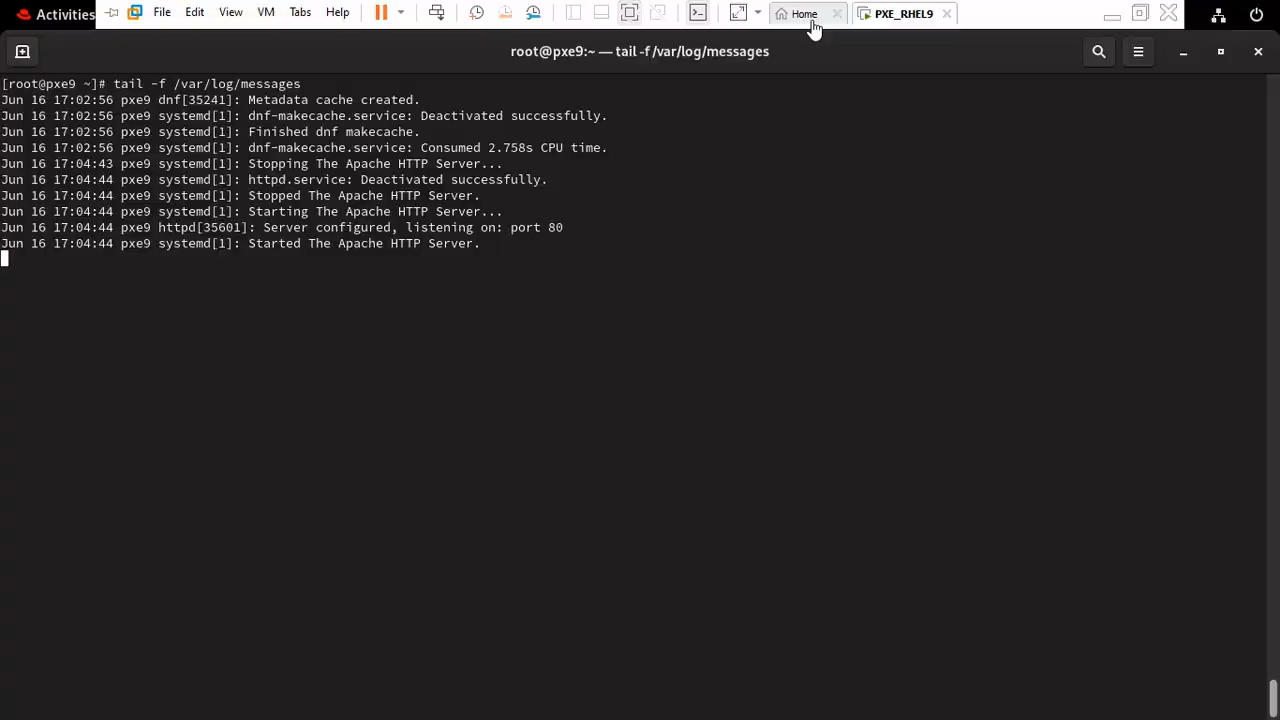 Activities File Edit View VM Tabs Help Home PXE_RHEL9
root@pxe9:~ — tail -f /var/log/messages
[root@pxe9 ~]# tail -f /var/log/messages
Jun 16 17:02:56 pxe9 dnf[35241]: Metadata cache created.
Jun 16 17:02:56 pxe9 systemd[1]: dnf-makecache.service: Deactivated successfully.
Jun 16 17:02:56 pxe9 systemd[1]: Finished dnf makecache.
Jun 16 17:02:56 pxe9 systemd[1]: dnf-makecache.service: Consumed 2.758s CPU time.
Jun 16 17:04:43 pxe9 systemd[1]: Stopping The Apache HTTP Server...
Jun 16 17:04:44 pxe9 systemd[1]: httpd.service: Deactivated successfully.
Jun 16 17:04:44 pxe9 systemd[1]: Stopped The Apache HTTP Server.
Jun 16 17:04:44 pxe9 systemd[1]: Starting The Apache HTTP Server...
Jun 16 17:04:44 pxe9 httpd[35601]: Server configured, listening on: port 80
Jun 16 17:04:44 pxe9 systemd[1]: Started The Apache HTTP Server.